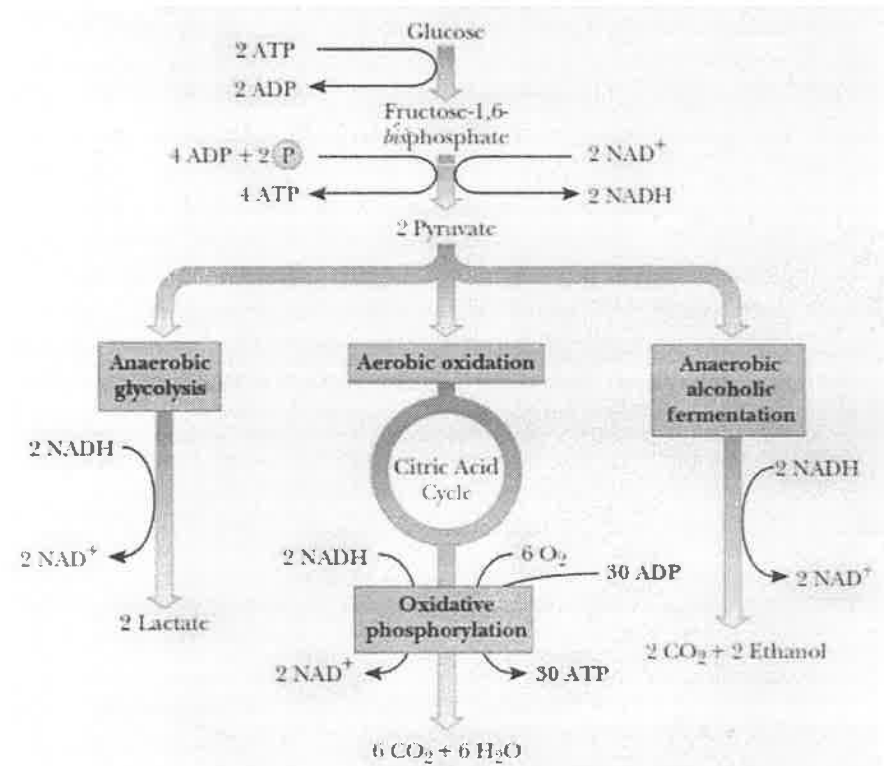 Glucose
2 ATP
2 ADP
Fructose-1,6-
bisphosphate
4 ADP + 2 P
2 NAD⁺
4 ATP
2 NADH
2 Pyruvate
Anaerobic
glycolysis
Aerobic oxidation
Anaerobic
alcoholic
fermentation
2 NADH
Citric Acid
Cycle
2 NADH
2 NAD⁺
2 NADH
6 O₂
30 ADP
2 NAD⁺
2 Lactate
Oxidative
phosphorylation
2 CO₂ + 2 Ethanol
2 NAD⁺
30 ATP
6 CO₂ + 6 H₂O